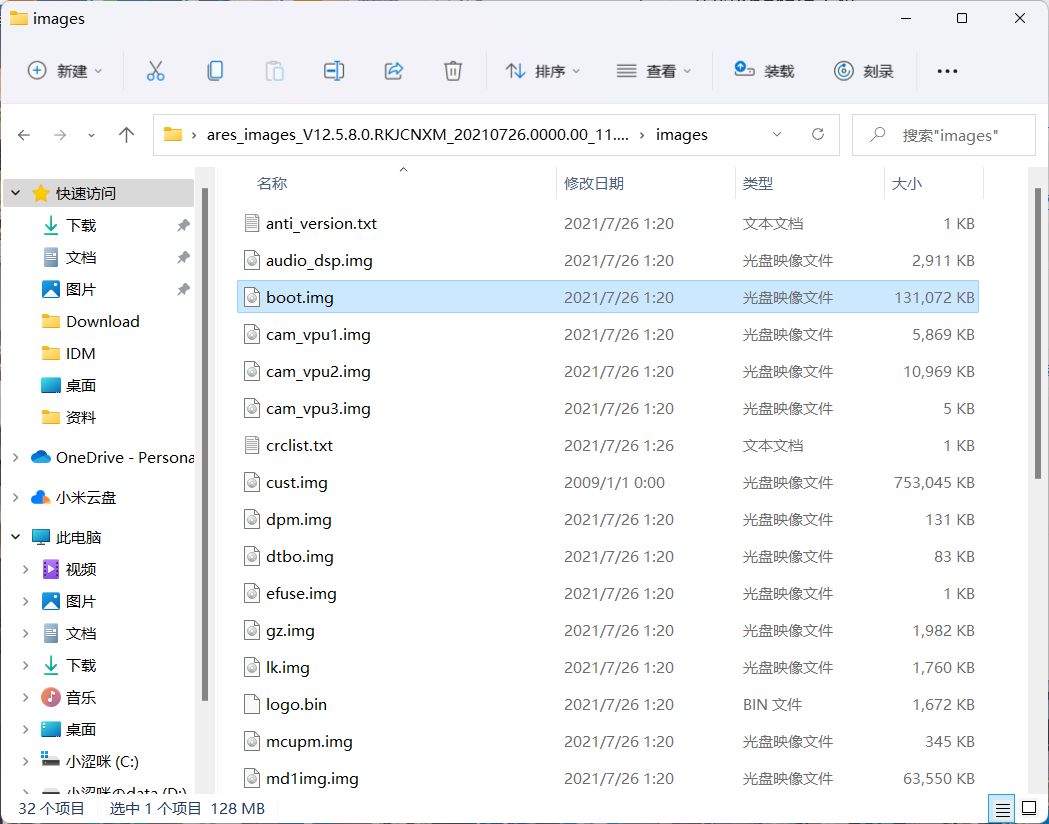 images
新建
排序
查看
装载
刻录
ares_images_V12.5.8.0.RKJCNXM_20210726.0000.00_11.... › images
搜索"images"
快速访问
下载
文档
图片
Download
IDM
桌面
资料
OneDrive - Persona
小米云盘
此电脑
视频
图片
文档
下载
音乐
桌面
小涩咪 (C:)
小涩咪のdata (D:)
名称 修改日期 类型 大小
anti_version.txt 2021/7/26 1:20 文本文档 1 KB
audio_dsp.img 2021/7/26 1:20 光盘映像文件 2,911 KB
boot.img 2021/7/26 1:20 光盘映像文件 131,072 KB
cam_vpu1.img 2021/7/26 1:20 光盘映像文件 5,869 KB
cam_vpu2.img 2021/7/26 1:20 光盘映像文件 10,969 KB
cam_vpu3.img 2021/7/26 1:20 光盘映像文件 5 KB
crclist.txt 2021/7/26 1:26 文本文档 1 KB
cust.img 2009/1/1 0:00 光盘映像文件 753,045 KB
dpm.img 2021/7/26 1:20 光盘映像文件 131 KB
dtbo.img 2021/7/26 1:20 光盘映像文件 83 KB
efuse.img 2021/7/26 1:20 光盘映像文件 1 KB
gz.img 2021/7/26 1:20 光盘映像文件 1,982 KB
lk.img 2021/7/26 1:20 光盘映像文件 1,760 KB
logo.bin 2021/7/26 1:20 BIN 文件 1,672 KB
mcupm.img 2021/7/26 1:20 光盘映像文件 345 KB
md1img.img 2021/7/26 1:20 光盘映像文件 63,550 KB
32 个项目 选中 1 个项目 128 MB